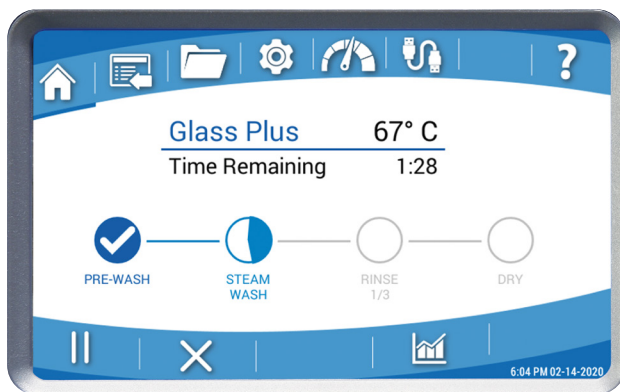 ?
Glass Plus 67° C
Time Remaining 1:28
PRE-WASH
STEAM
WASH
RINSE
1/3
DRY
6:04 PM 02-14-2020